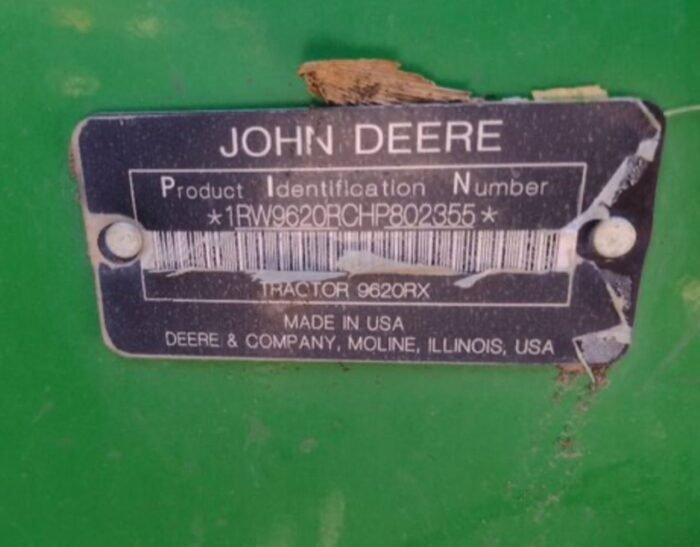 JOHN DEERE
Product Identification Number
*1RW9620RCHP802355*
TRACTOR 9620RX
MADE IN USA
DEERE & COMPANY, MOLINE, ILLINOIS, USA